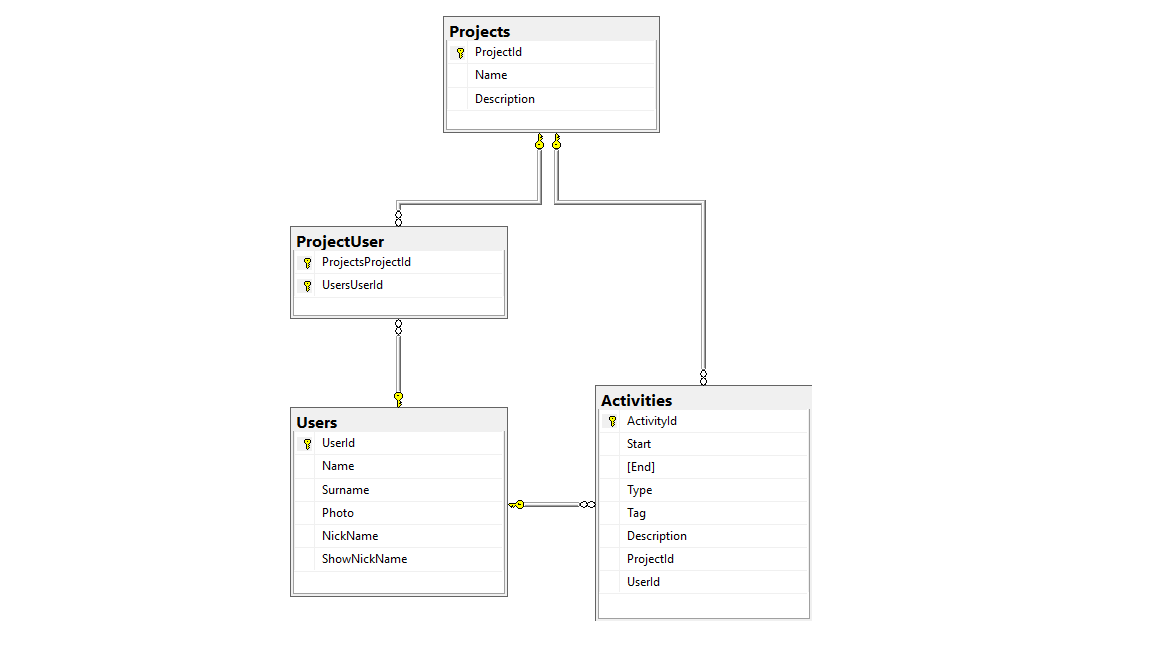 Projects
ProjectId
Name
Description
ProjectUser
ProjectsProjectId
UsersUserId
Users
UserId
Name
Surname
Photo
NickName
ShowNickName
Activities
ActivityId
Start
[End]
Type
Tag
Description
ProjectId
UserId